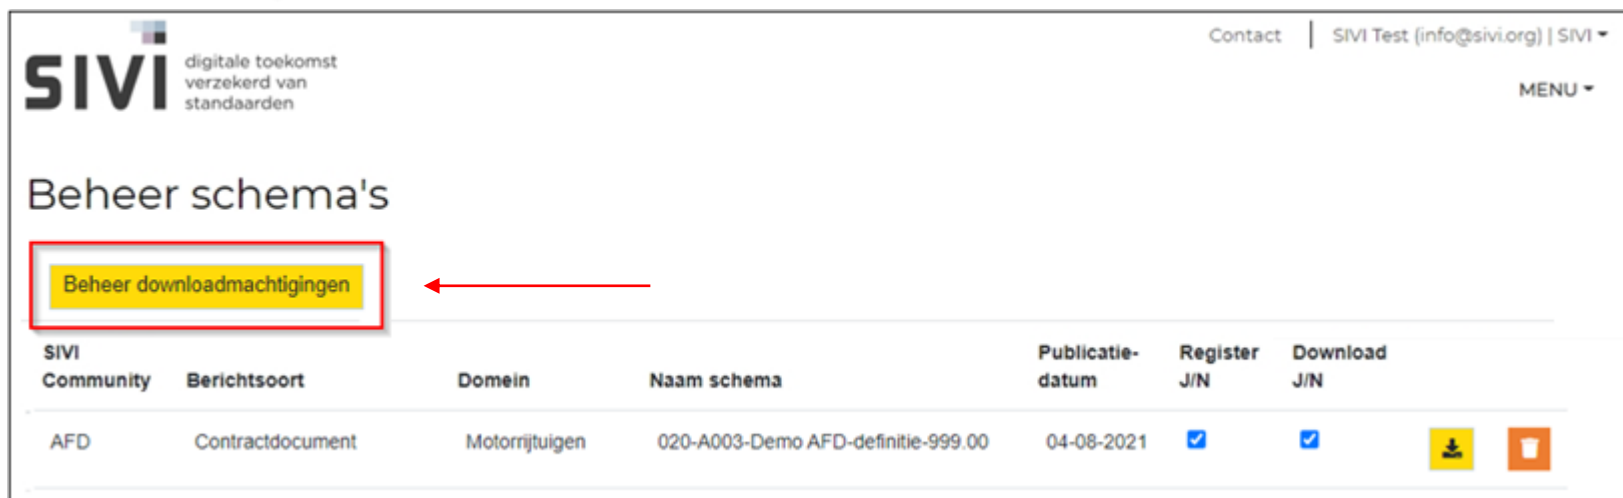 Contact
SIVI Test (info@sivi.org) | SIVI
SIVI
digitale toekomst
verzekerd van
standaarden
MENU
Beheer schema's
Beheer downloadmachtigingen
SIVI Community Berichtsoort Domein Naam schema Publicatie-datum Register J/N Download J/N
AFD Contractdocument Motorrijtuigen 020-A003-Demo AFD-definitie-999.00 04-08-2021